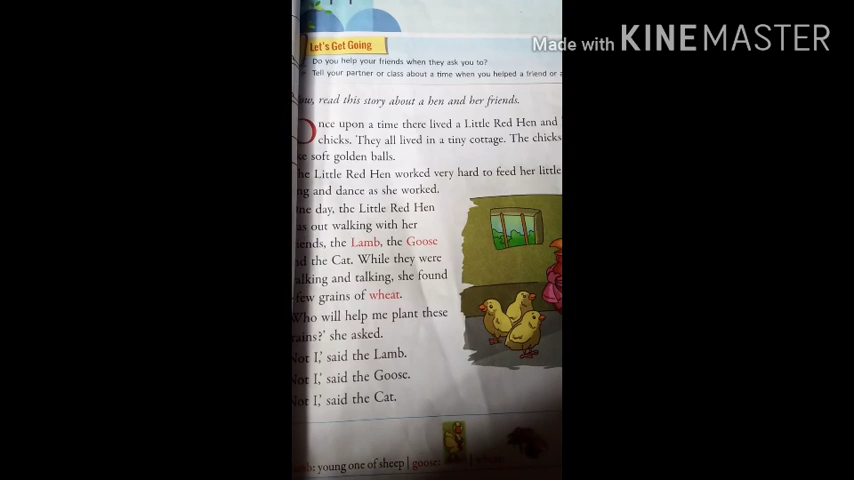 Made with KINEMASTER
Let's Get Going
Do you help your friends when they ask you to?
Tell your partner or class about a time when you helped a friend or
read this story about a hen and her friends.
Once upon a time there lived a Little Red Hen and
chicks. They all lived in a tiny cottage. The chicks
soft golden balls.
Little Red Hen worked very hard to feed her little
and dance as she worked.
day, the Little Red Hen
out walking with her
the Lamb, the Goose
the Cat. While they were
and talking, she found
few grains of wheat.
'Who will help me plant these
she asked.
I,' said the Lamb.
I,' said the Goose.
I,' said the Cat.
young one of sheep | goose: